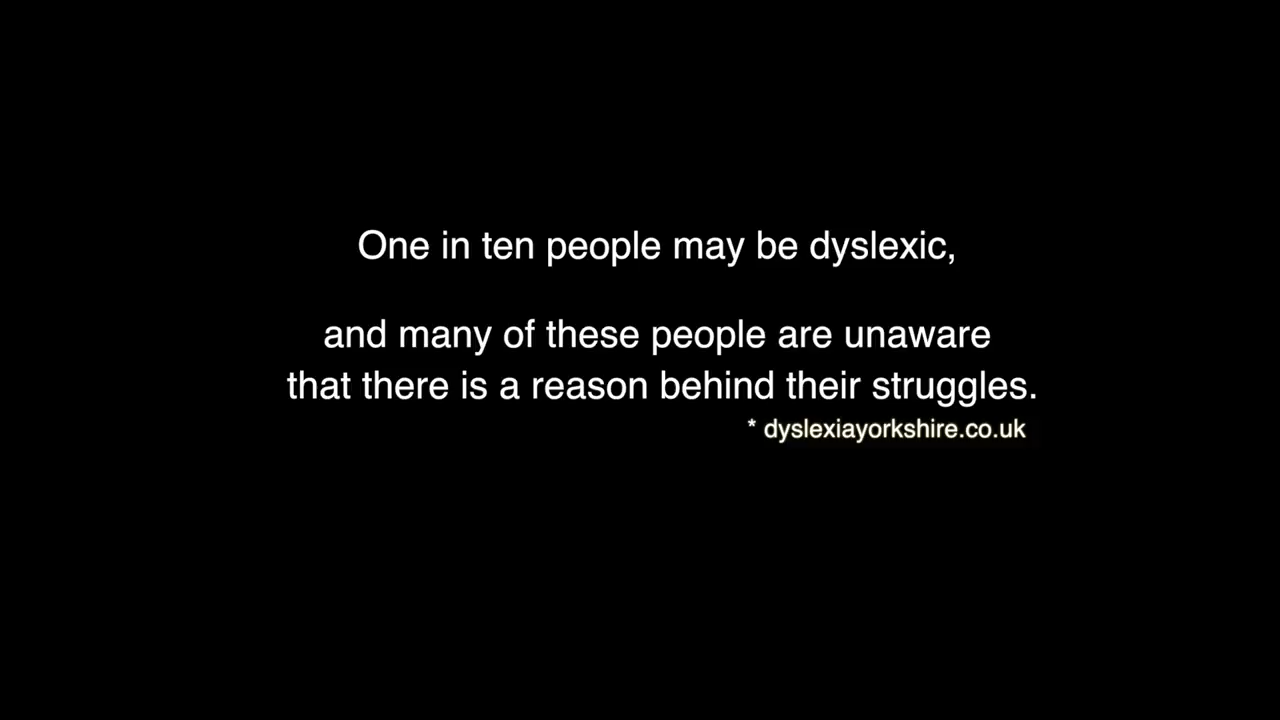 One in ten people may be dyslexic,
and many of these people are unaware
that there is a reason behind their struggles.
* dyslexiayorkshire.co.uk